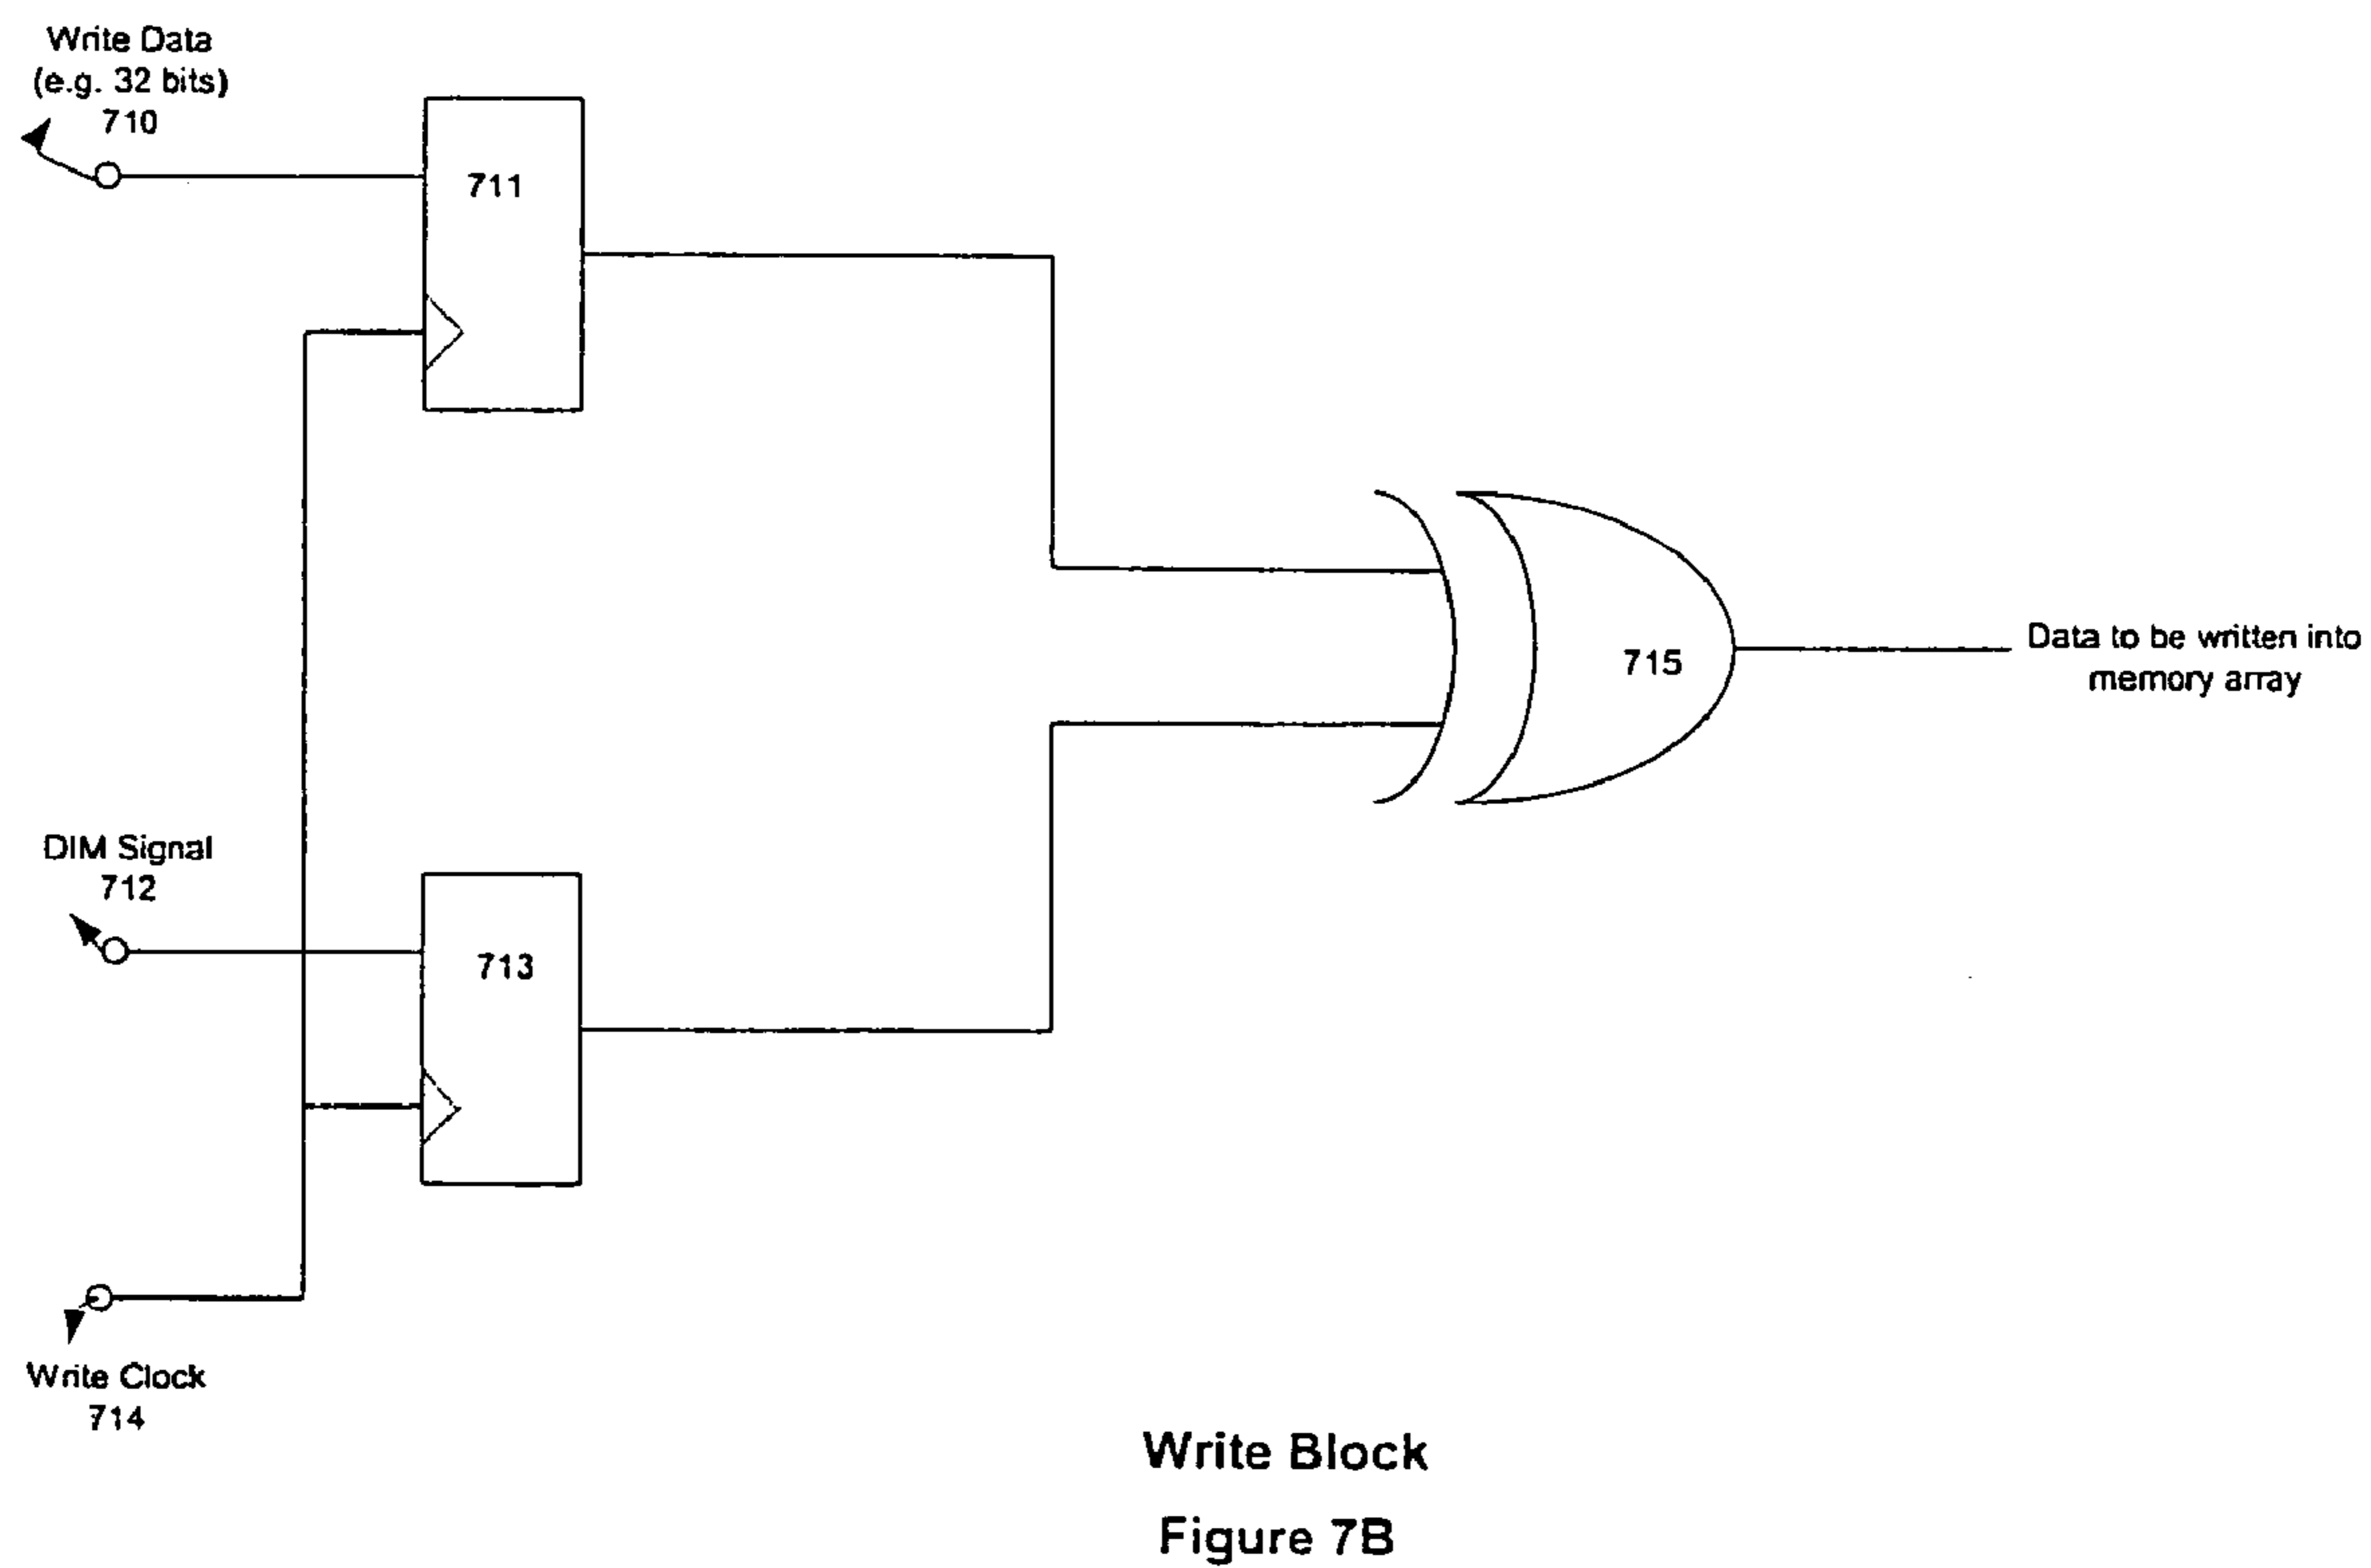 Write Data
(e.g. 32 bits)
710
711
715
Data to be written into
memory array
DIM Signal
712
713
Write Clock
714
Write Block
Figure 7B